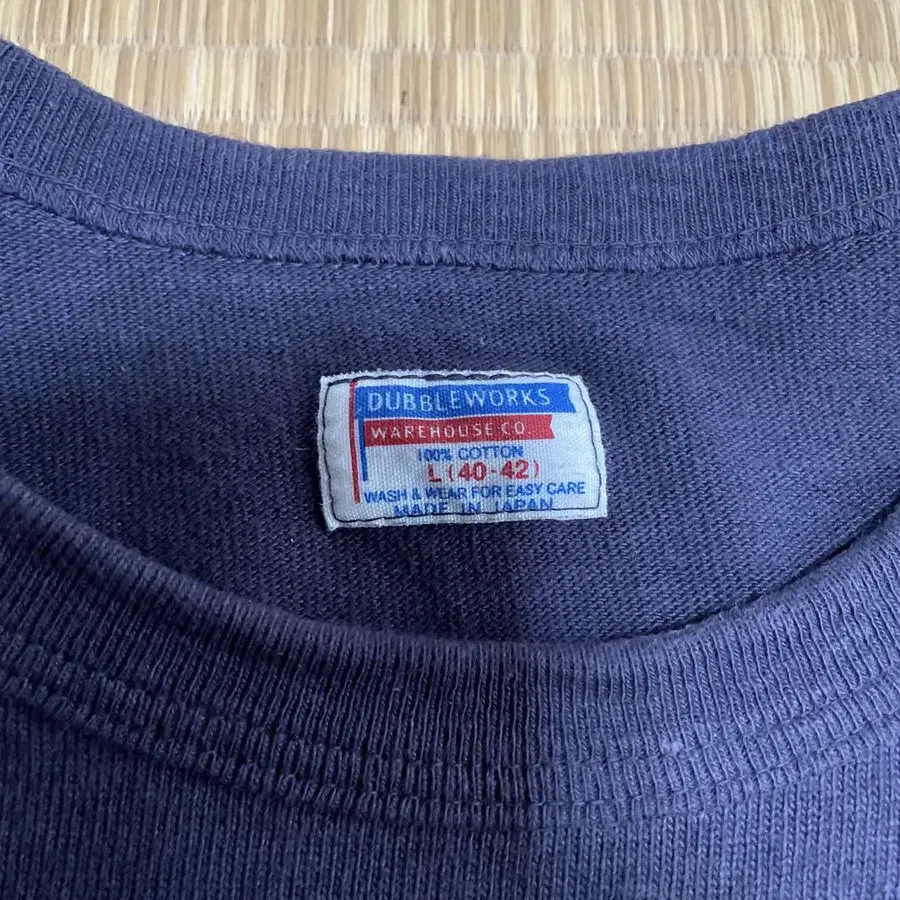 DUBBLEWORKS
WAREHOUSE CO.
100% COTTON
L (40-42)
WASH & WEAR FOR EASY CARE
MADE IN JAPAN